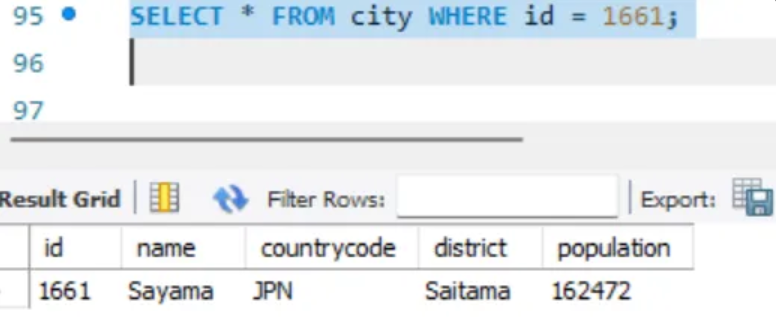 95 SELECT * FROM city WHERE id = 1661;
96
97
Result Grid Filter Rows: Export:
id name countrycode district population
1661 Sayama JPN Saitama 162472